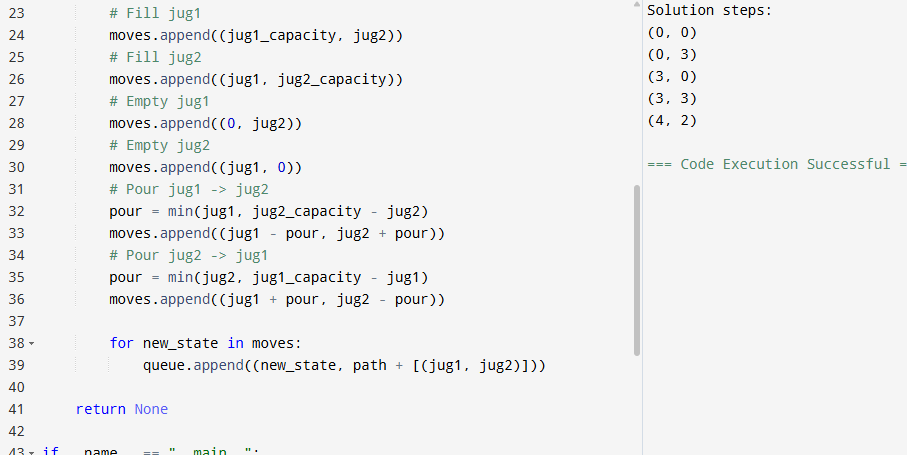 23 # Fill jug1
24 moves.append((jug1_capacity, jug2))
25 # Fill jug2
26 moves.append((jug1, jug2_capacity))
27 # Empty jug1
28 moves.append((0, jug2))
29 # Empty jug2
30 moves.append((jug1, 0))
31 # Pour jug1 -> jug2
32 pour = min(jug1, jug2_capacity - jug2)
33 moves.append((jug1 - pour, jug2 + pour))
34 # Pour jug2 -> jug1
35 pour = min(jug2, jug1_capacity - jug1)
36 moves.append((jug1 + pour, jug2 - pour))
37
38 for new_state in moves:
39 queue.append((new_state, path + [(jug1, jug2)]))
40
41 return None
42
43 if __name__ == "__main__":
Solution steps:
(0, 0)
(0, 3)
(3, 0)
(3, 3)
(4, 2)
=== Code Execution Successful =